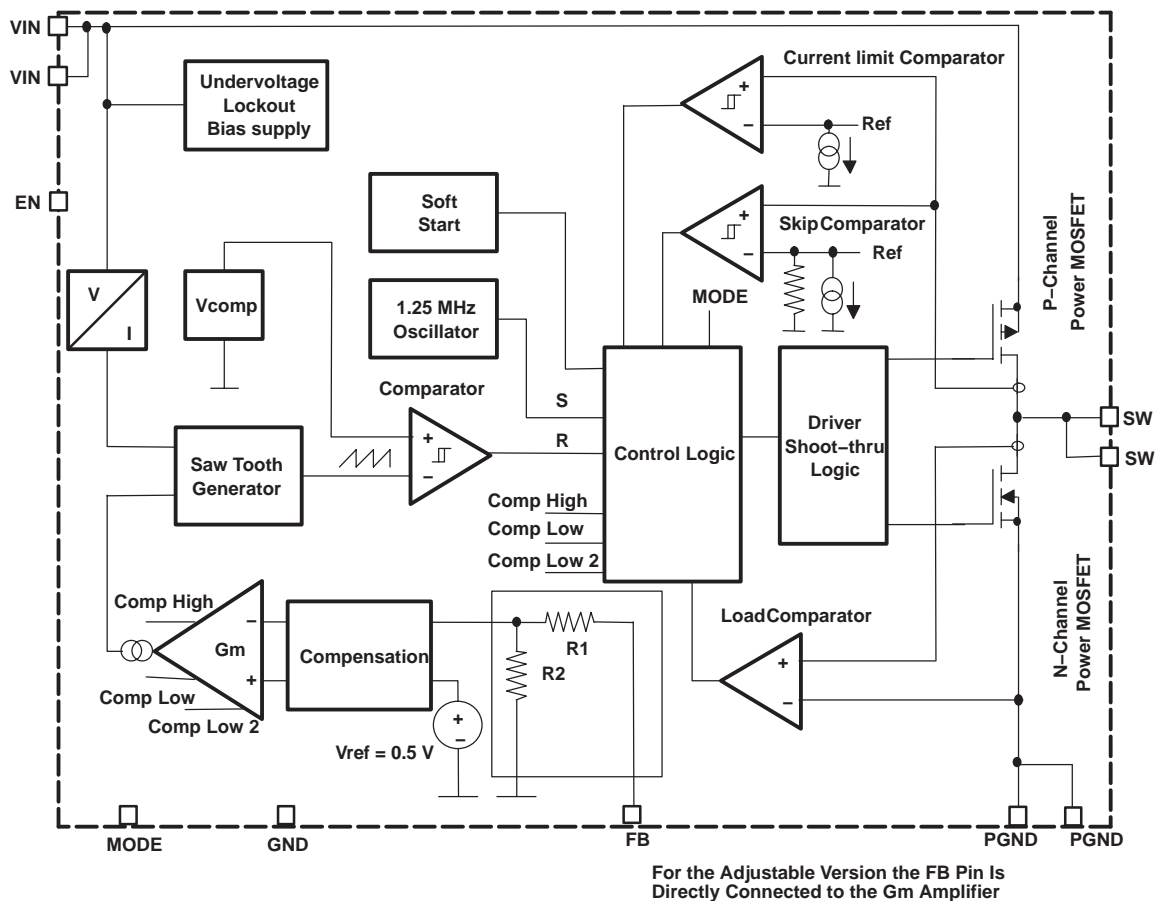 VIN
VIN
Undervoltage
Lockout
Bias supply
Current limit Comparator
+
−
Ref
EN
Soft
Start
+
−
Skip Comparator
Ref
P−Channel
Power MOSFET
V
I
Vcomp
1.25 MHz
Oscillator
MODE
Comparator
S
R
+
−
Saw Tooth
Generator
Control Logic
Driver
Shoot−thru
Logic
SW
SW
Comp High
Comp Low
Comp Low 2
Comp High
Gm
−
+
Comp Low
Comp Low 2
Compensation
R1
R2
+
−
Vref = 0.5 V
Load Comparator
+
−
N−Channel
Power MOSFET
MODE
GND
FB
PGND
PGND
For the Adjustable Version the FB Pin Is
Directly Connected to the Gm Amplifier